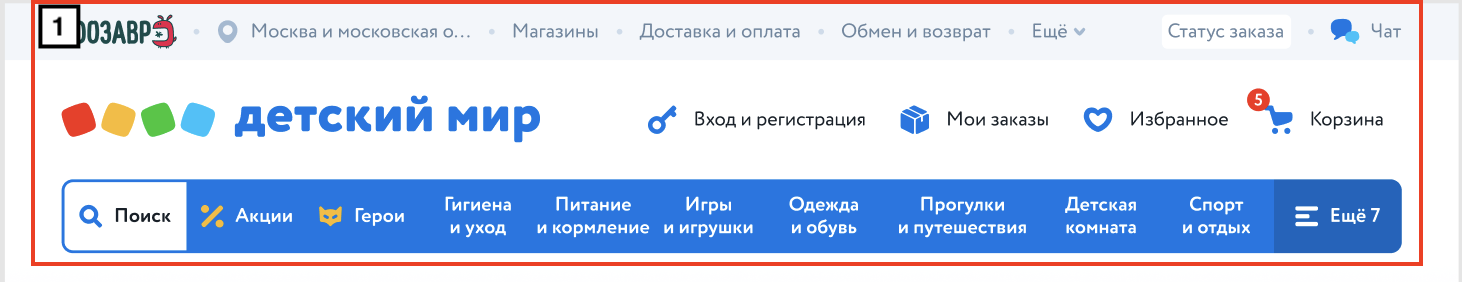 1
Москва и московская о...
Магазины
Доставка и оплата
Обмен и возврат
Ещё
Статус заказа
Чат
детский мир
Вход и регистрация
Мои заказы
Избранное
5
Корзина
Поиск
Акции
Герои
Гигиена
и уход
Питание
и кормление
Игры
и игрушки
Одежда
и обувь
Прогулки
и путешествия
Детская
комната
Спорт
и отдых
Ещё 7